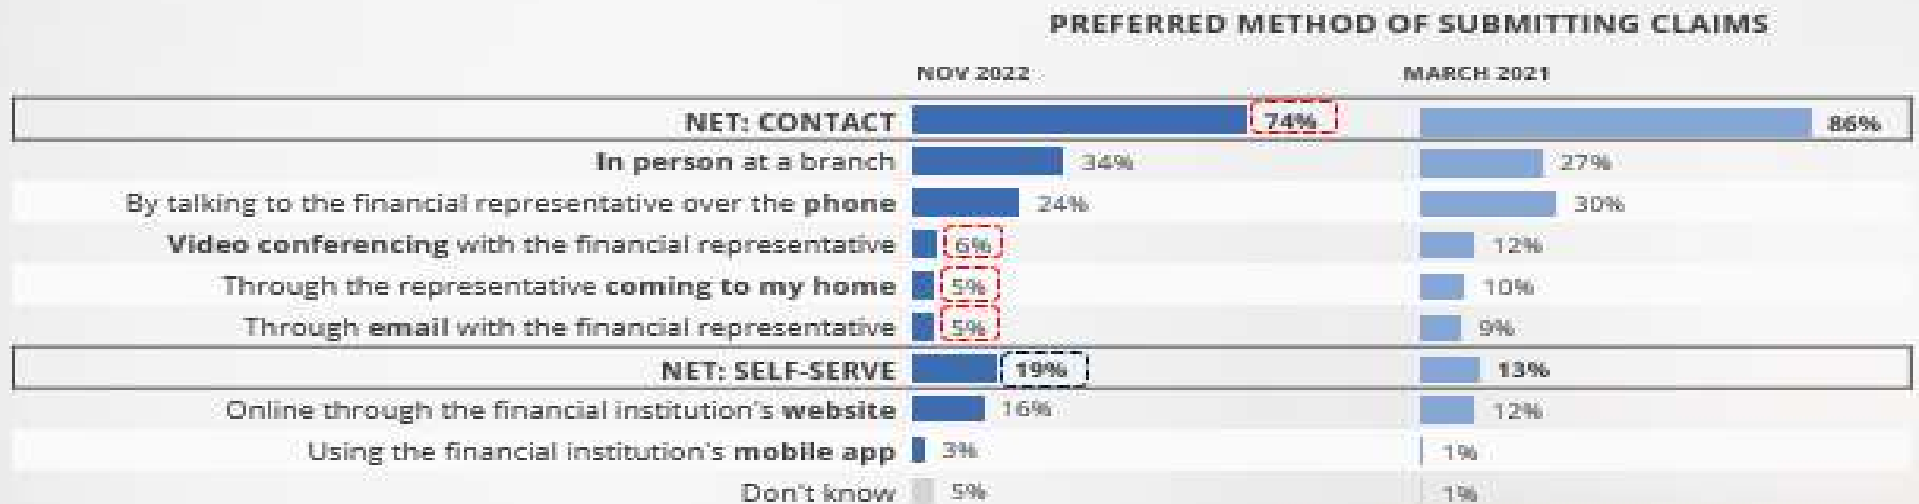 PREFERRED METHOD OF SUBMITTING CLAIMS
NOV 2022 MARCH 2021
NET: CONTACT 74% 86%
In person at a branch 34% 27%
By talking to the financial representative over the phone 24% 30%
Video conferencing with the financial representative 6% 12%
Through the representative coming to my home 5% 10%
Through email with the financial representative 5% 9%
NET: SELF-SERVE 19% 13%
Online through the financial institution's website 16% 12%
Using the financial institution's mobile app 3% 1%
Don't know 5% 1%